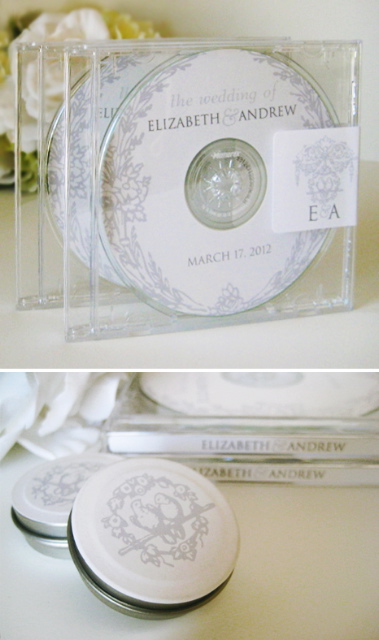 the wedding of
ELIZABETH & ANDREW
MARCH 17. 2012
E&A
ELIZABETH & ANDREW
ELIZABETH & ANDREW